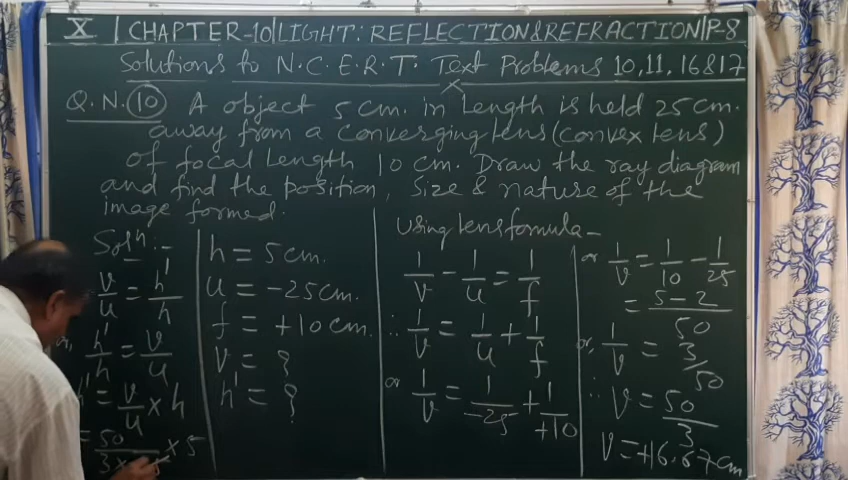 X | CHAPTER-10 | LIGHT: REFLECTION & REFRACTION | P-8
Solutions to N.C.E.R.T. Text Problems 10, 11, 16 & 17
Q.N. 10 A object 5 cm. in Length is held 25 cm.
away from a converging lens (convex lens)
of focal Length 10 cm. Draw the ray diagram
and find the position, Size & nature of the
image formed.
Solⁿ:-
v/u = h'/h
h'/h = v/u
= v/u × h
= 50/3×
× 5
h = 5 cm.
u = -25 cm.
f = +10 cm.
v = ?
h' = ?
Using lens formula -
1/v - 1/u = 1/f
∴ 1/v = 1/u + 1/f
or 1/v = 1/-25 + 1/+10
or 1/v = 1/10 - 1/25
= 5-2/50
or, 1/v = 3/50
∴ v = 50/3
v = +16.67 cm